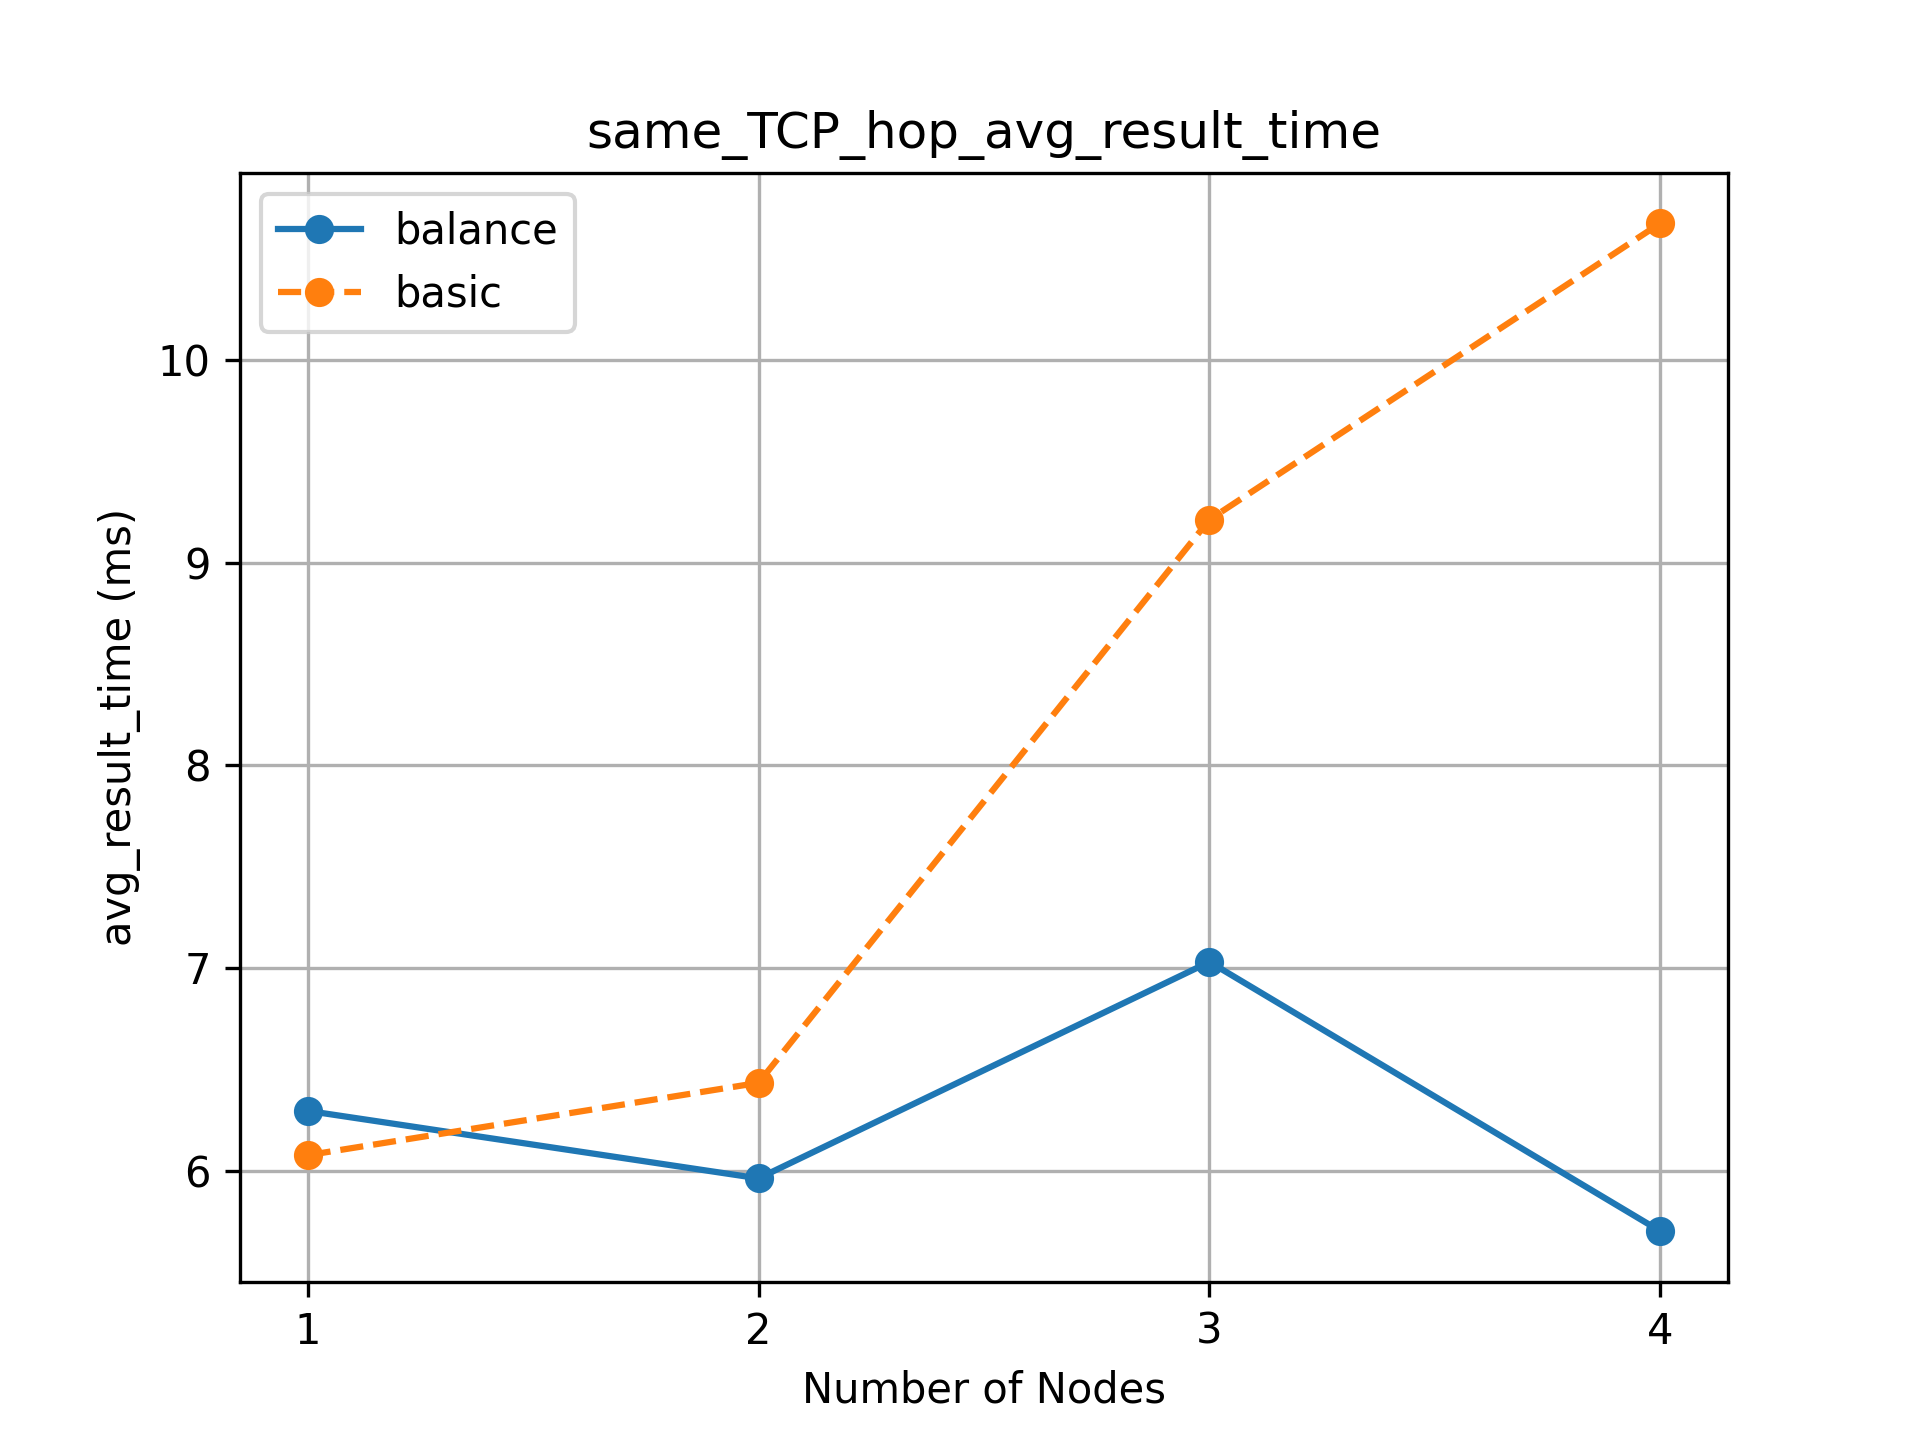 same_TCP_hop_avg_result_time
balance
basic
avg_result_time (ms)
10
9
8
7
6
1 2 3 4
Number of Nodes